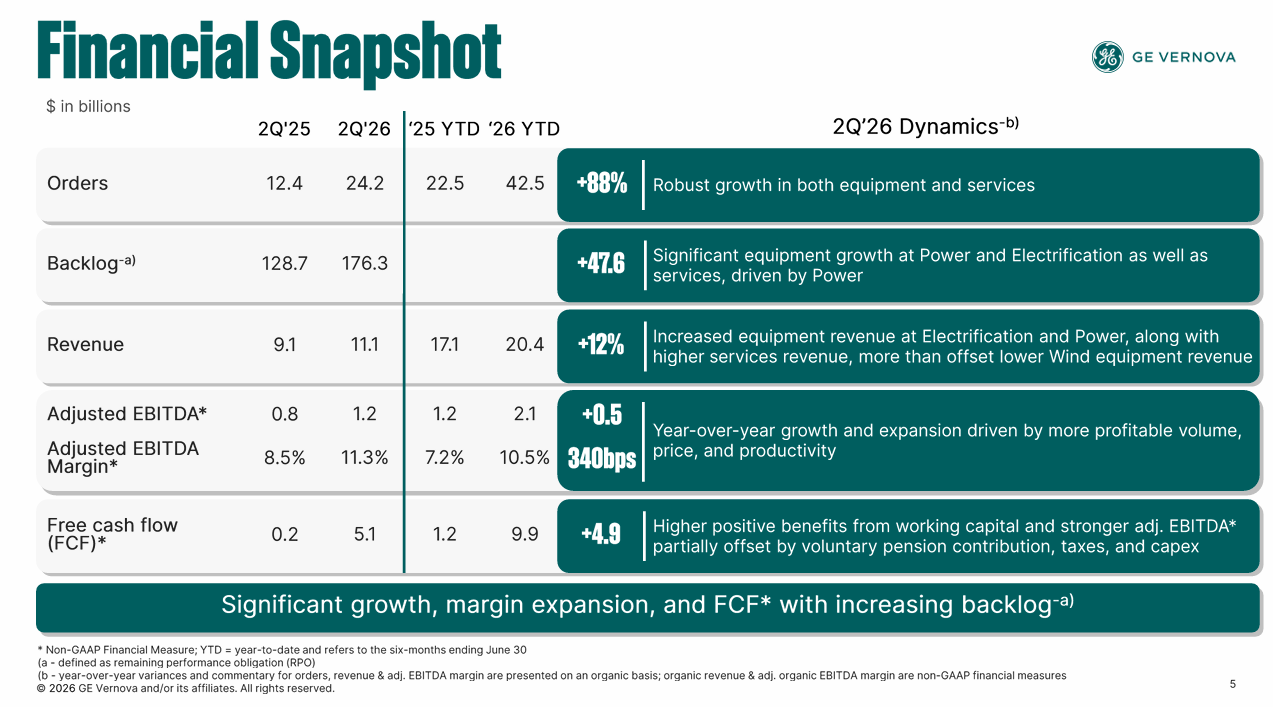 Financial Snapshot
GE VERNOVA
$ in billions
2Q'25 2Q'26 ‘25 YTD ‘26 YTD 2Q’26 Dynamics-b)
Orders 12.4 24.2 22.5 42.5 +88% Robust growth in both equipment and services
Backlog-a) 128.7 176.3 +47.6 Significant equipment growth at Power and Electrification as well as
services, driven by Power
Revenue 9.1 11.1 17.1 20.4 +12% Increased equipment revenue at Electrification and Power, along with
higher services revenue, more than offset lower Wind equipment revenue
Adjusted EBITDA* 0.8 1.2 1.2 2.1 +0.5
Adjusted EBITDA
Margin* 8.5% 11.3% 7.2% 10.5% 340bps
Year-over-year growth and expansion driven by more profitable volume,
price, and productivity
Free cash flow
(FCF)* 0.2 5.1 1.2 9.9 +4.9
Higher positive benefits from working capital and stronger adj. EBITDA*
partially offset by voluntary pension contribution, taxes, and capex
Significant growth, margin expansion, and FCF* with increasing backlog-a)
* Non-GAAP Financial Measure; YTD = year-to-date and refers to the six-months ending June 30
(a - defined as remaining performance obligation (RPO)
(b - year-over-year variances and commentary for orders, revenue & adj. EBITDA margin are presented on an organic basis; organic revenue & adj. organic EBITDA margin are non-GAAP financial measures
© 2026 GE Vernova and/or its affiliates. All rights reserved.
5